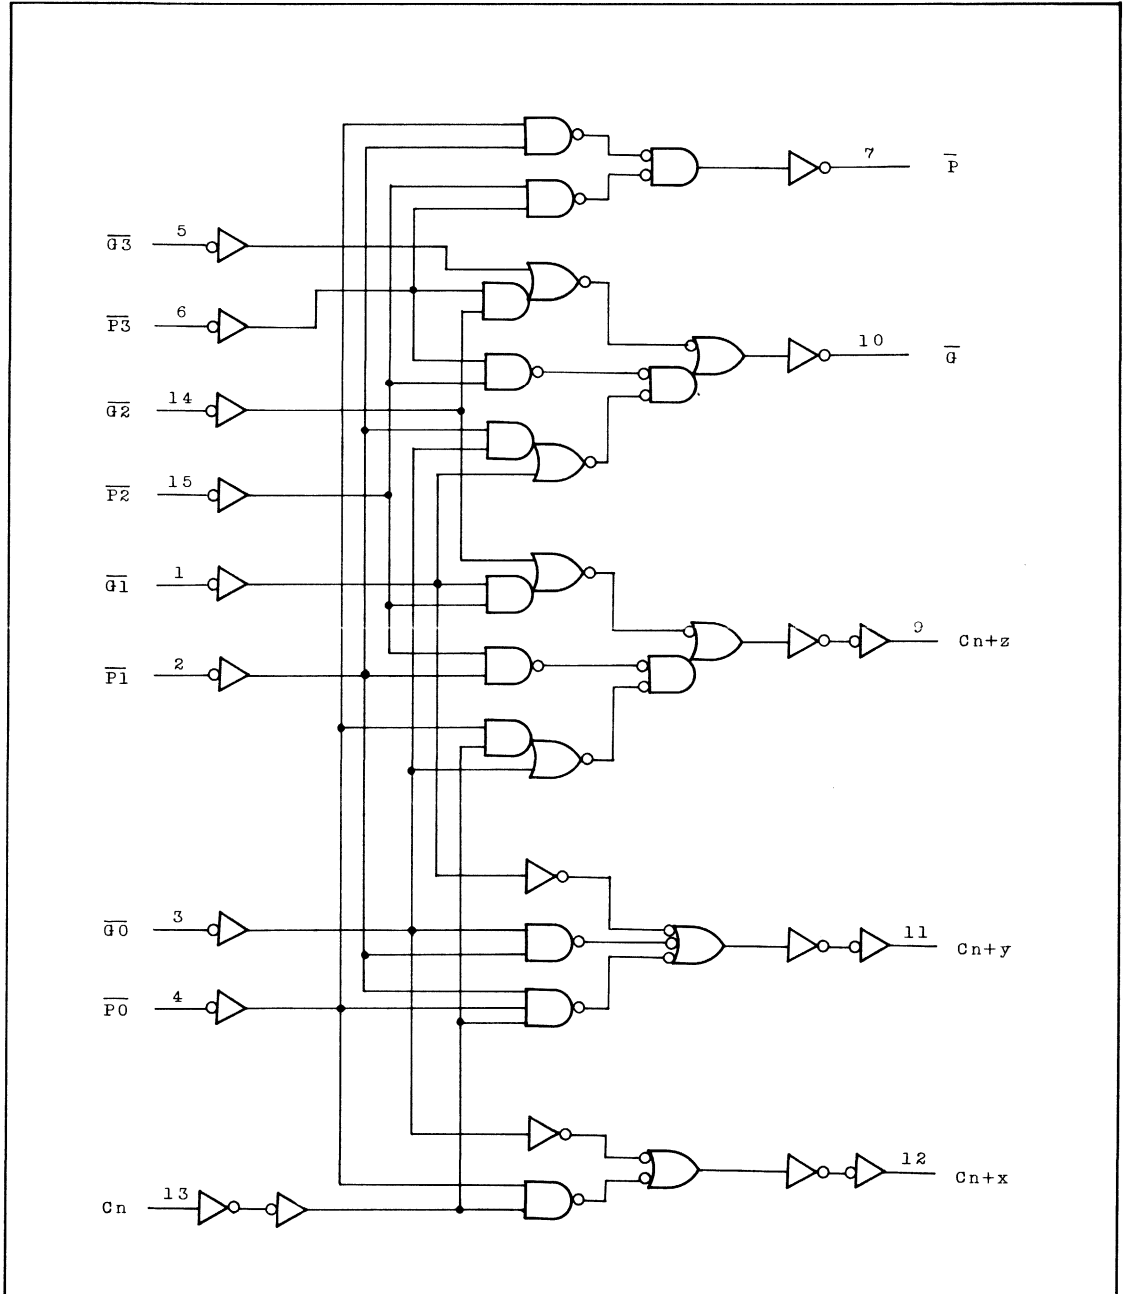 7 P̅
G̅3̅ 5
P̅3̅ 6
10 G̅
G̅2̅ 14
P̅2̅ 15
G̅1̅ 1
9 Cn+z
P̅1̅ 2
G̅0̅ 3
11 Cn+y
P̅0̅ 4
12 Cn+x
Cn 13